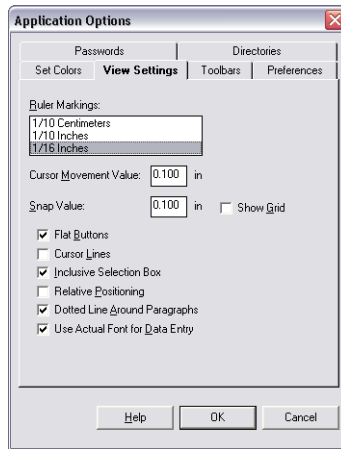 Application Options
Passwords Directories
Set Colors View Settings Toolbars Preferences
Ruler Markings:
1/10 Centimeters
1/10 Inches
1/16 Inches
Cursor Movement Value: 0.100 in
Snap Value: 0.100 in Show Grid
Flat Buttons
Cursor Lines
Inclusive Selection Box
Relative Positioning
Dotted Line Around Paragraphs
Use Actual Font for Data Entry
Help OK Cancel